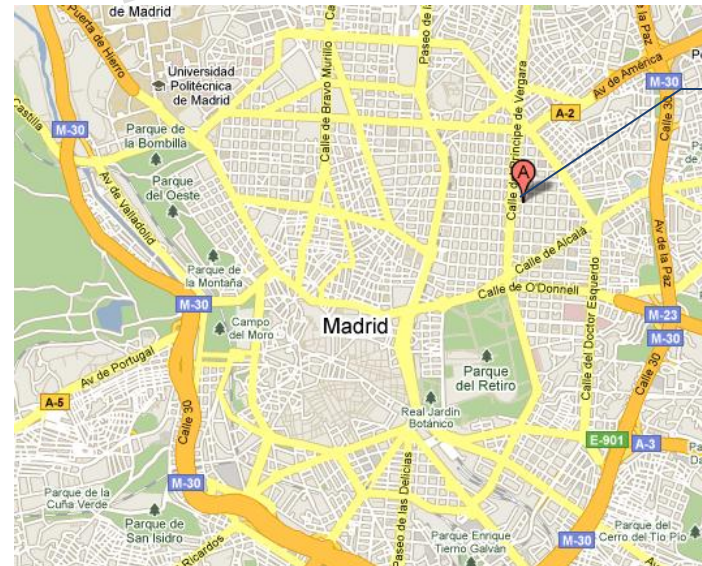 de Madrid
Puerta de Hierro
Universidad
Politécnica
de Madrid
Calle de Bravo Murillo
Paseo de la
Calle del Príncipe de Vergara
Av de América
la Paz
M-30
A-2
Calle 30
Castilla
M-30
Parque de
la Bombilla
Av de Valladolid
Parque
del Oeste
A
Calle de Alcalá
Av de la Paz
Parque de
la Montaña
Calle de O'Donnell
M-30
Campo
del Moro
Madrid
M-23
M-30
Av de Portugal
Parque
del Retiro
Calle del Doctor Esquerdo
Calle 30
A-5
Calle 30
Real Jardín
Botánico
E-901
A-3
M-30
Parque de la
Cuña Verde
Parque de
San Isidro
Paseo de las Delicias
Parque Enrique
Tierno Galván
M-30
Parque del
Cerro del Tío Pío
Ricardos